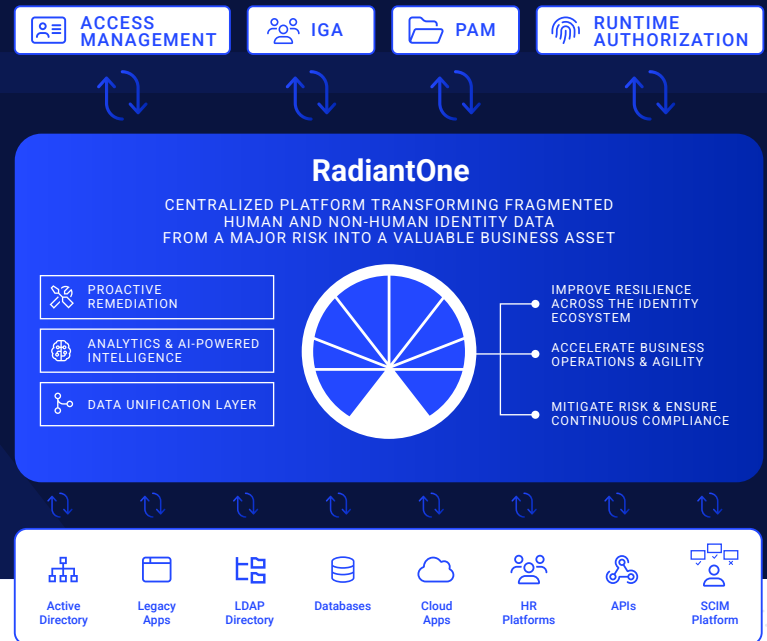 ACCESS
MANAGEMENT
IGA
PAM
RUNTIME
AUTHORIZATION
RadiantOne
CENTRALIZED PLATFORM TRANSFORMING FRAGMENTED
HUMAN AND NON-HUMAN IDENTITY DATA
FROM A MAJOR RISK INTO A VALUABLE BUSINESS ASSET
PROACTIVE
REMEDIATION
ANALYTICS & AI-POWERED
INTELLIGENCE
DATA UNIFICATION LAYER
IMPROVE RESILIENCE
ACROSS THE IDENTITY
ECOSYSTEM
ACCELERATE BUSINESS
OPERATIONS & AGILITY
MITIGATE RISK & ENSURE
CONTINUOUS COMPLIANCE
Active
Directory
Legacy
Apps
LDAP
Directory
Databases
Cloud
Apps
HR
Platforms
APIs
SCIM
Platform